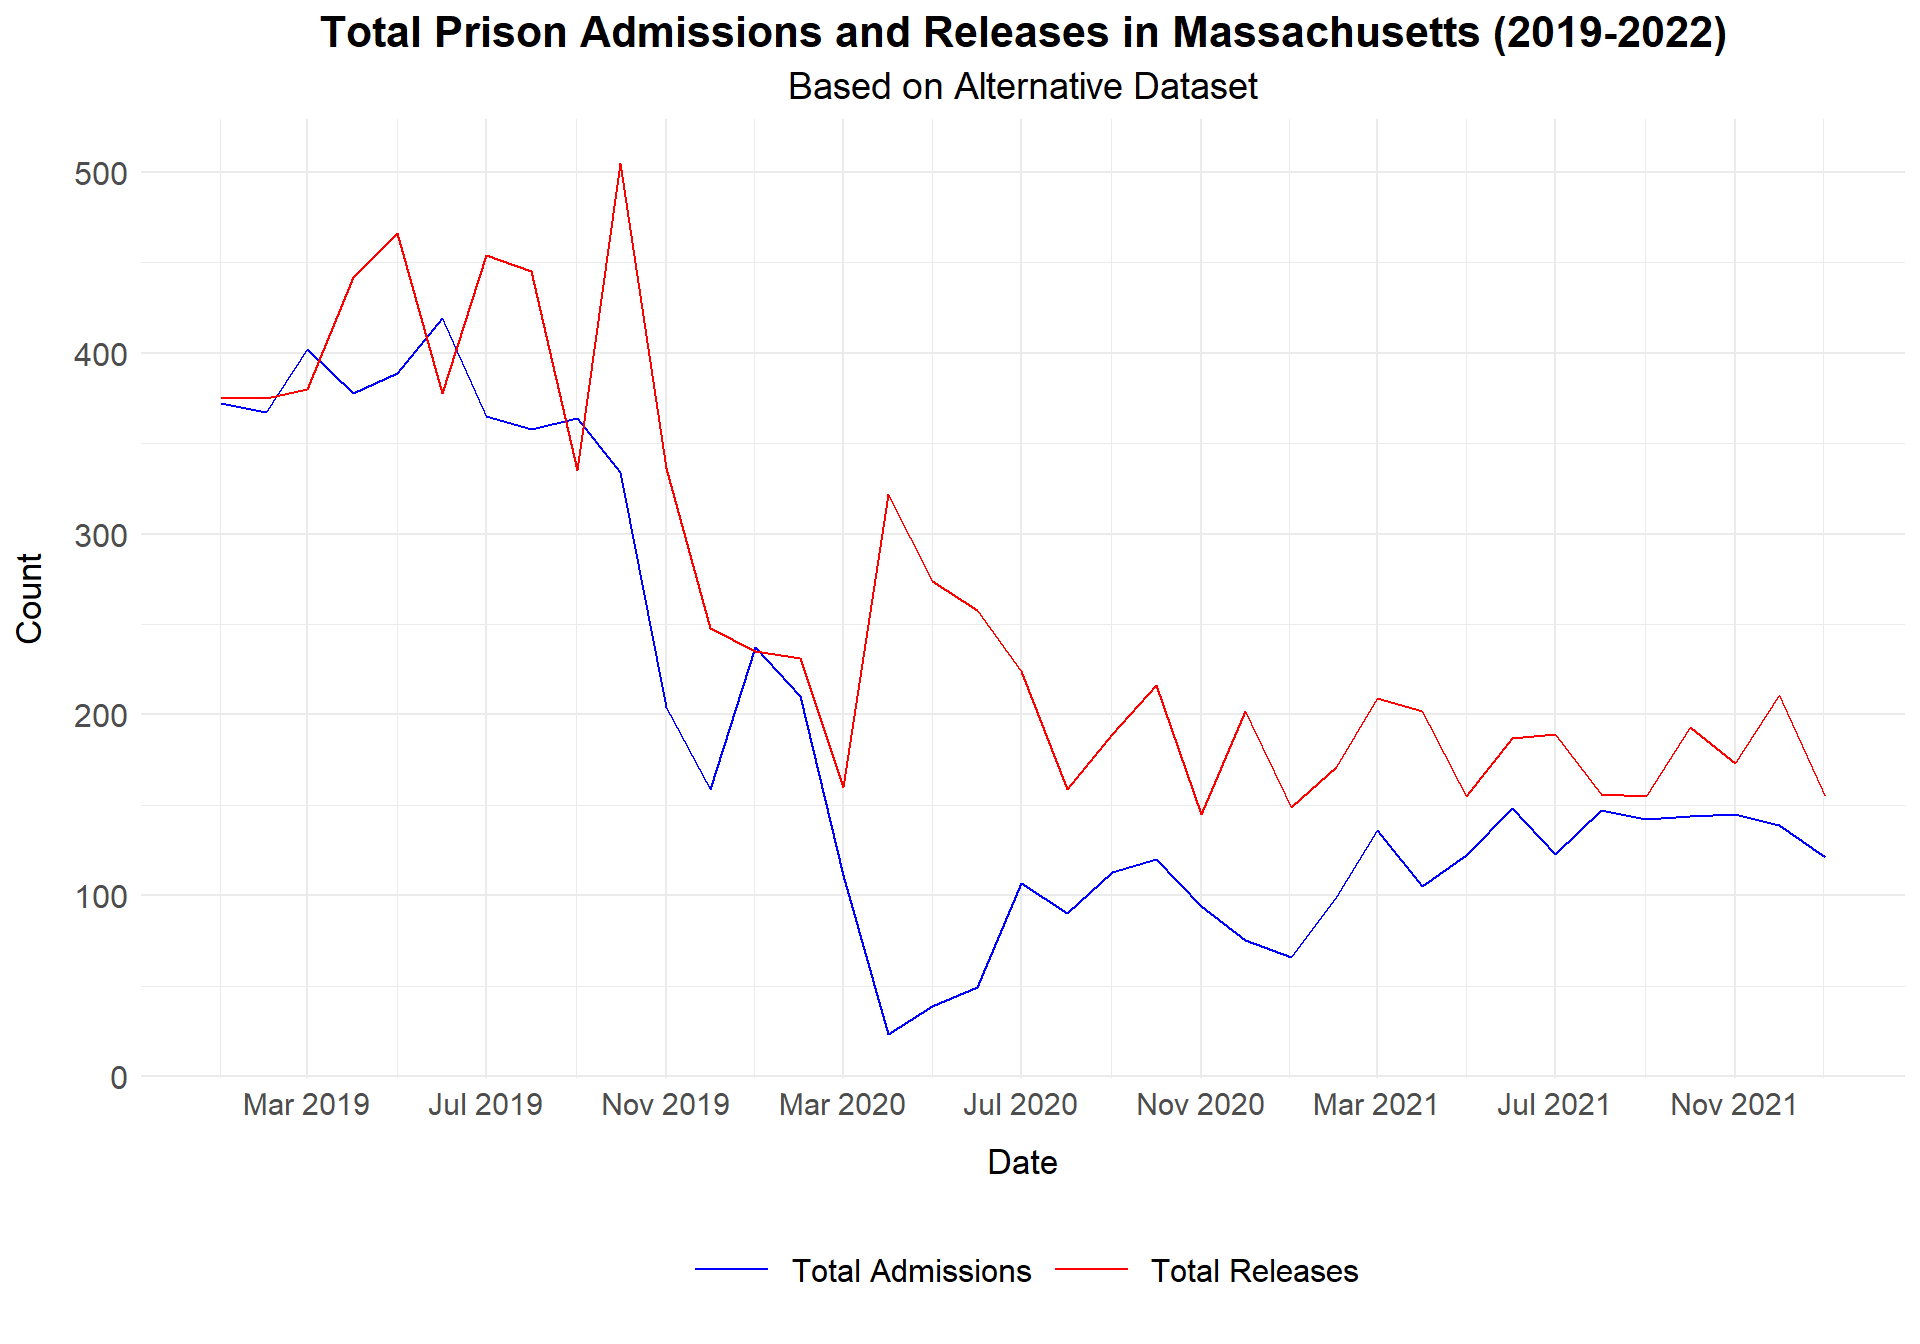 Total Prison Admissions and Releases in Massachusetts (2019-2022)
Based on Alternative Dataset
500
400
300
200
100
0
Count
Mar 2019 Jul 2019 Nov 2019 Mar 2020 Jul 2020 Nov 2020 Mar 2021 Jul 2021 Nov 2021
Date
Total Admissions Total Releases